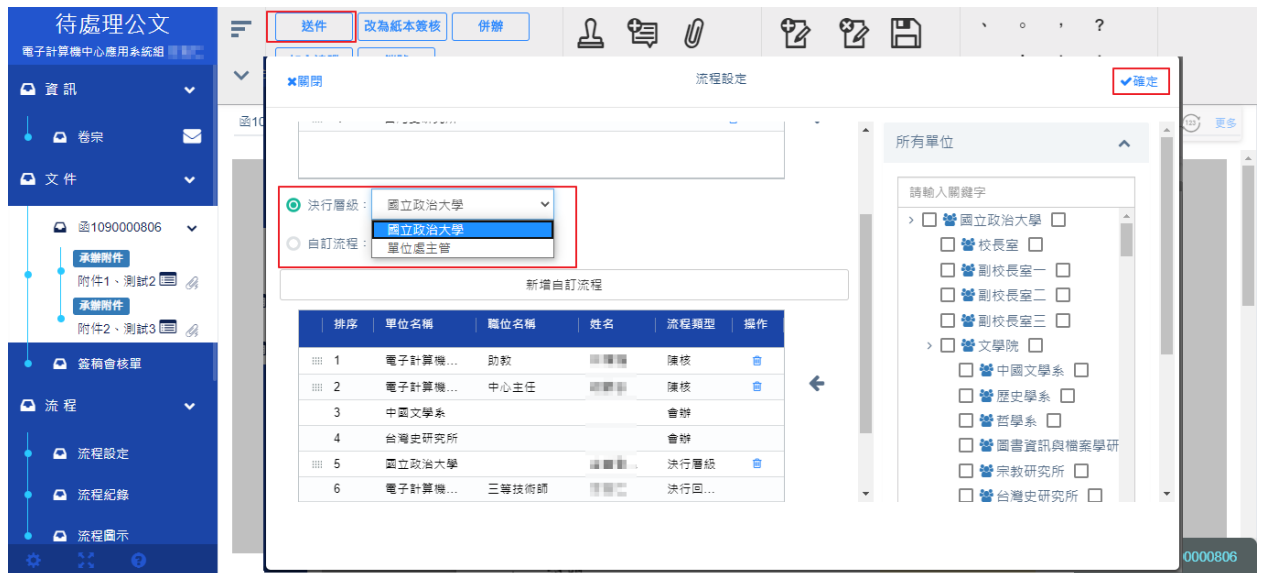 待處理公文
電子計算機中心應用系統組
資訊
卷宗
文件
函1090000806
承辦附件
附件1、測試2
承辦附件
附件2、測試3
簽稿會核單
流程
流程設定
流程紀錄
流程圖示
送件 改為紙本簽核 併辦
、 。 , ?
函10
更多
關閉 流程設定 確定
決行層級： 國立政治大學
國立政治大學
自訂流程：
單位處主管
新增自訂流程
排序 單位名稱 職位名稱 姓名 流程類型 操作
1 電子計算機... 助教 陳核
2 電子計算機... 中心主任 陳核
3 中國文學系 會辦
4 台灣史研究所 會辦
5 國立政治大學 決行層級
6 電子計算機... 三等技術師 決行回...
所有單位
請輸入關鍵字
國立政治大學
校長室
副校長室一
副校長室二
副校長室三
文學院
中國文學系
歷史學系
哲學系
圖書資訊與檔案學研
宗教研究所
台灣史研究所
0000806